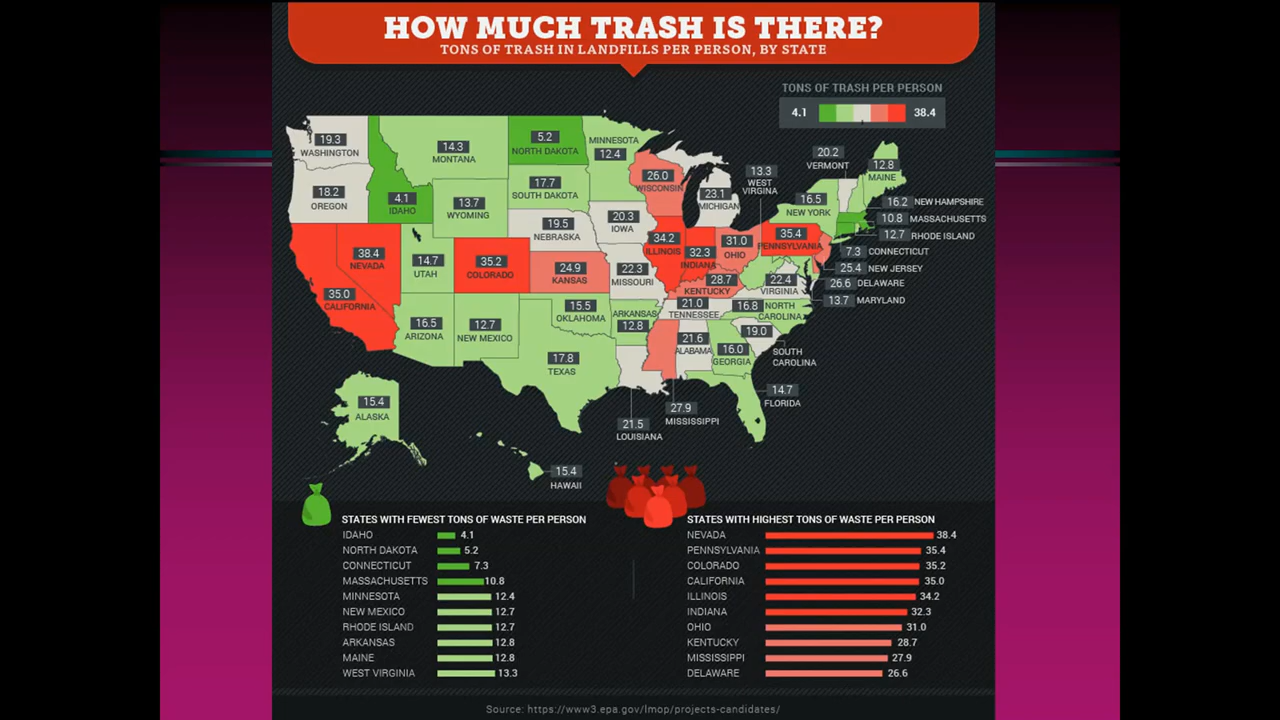 HOW MUCH TRASH IS THERE?
TONS OF TRASH IN LANDFILLS PER PERSON, BY STATE
TONS OF TRASH PER PERSON
4.1 38.4
19.3
WASHINGTON
18.2
OREGON
35.0
CALIFORNIA
38.4
NEVADA
4.1
IDAHO
14.3
MONTANA
13.7
WYOMING
14.7
UTAH
35.2
COLORADO
16.5
ARIZONA
12.7
NEW MEXICO
5.2
NORTH DAKOTA
17.7
SOUTH DAKOTA
19.5
NEBRASKA
24.9
KANSAS
15.5
OKLAHOMA
17.8
TEXAS
MINNESOTA
12.4
20.3
IOWA
22.3
MISSOURI
ARKANSAS
12.8
21.5
LOUISIANA
26.0
WISCONSIN
34.2
ILLINOIS
23.1
MICHIGAN
32.3
INDIANA
31.0
OHIO
28.7
KENTUCKY
21.0
TENNESSEE
27.9
MISSISSIPPI
21.6
ALABAMA
16.0
GEORGIA
14.7
FLORIDA
19.0
SOUTH
CAROLINA
16.8
NORTH
CAROLINA
22.4
VIRGINIA
13.3
WEST
VIRGINIA
35.4
PENNSYLVANIA
16.5
NEW YORK
20.2
VERMONT
12.8
MAINE
16.2 NEW HAMPSHIRE
10.8 MASSACHUSETTS
12.7 RHODE ISLAND
7.3 CONNECTICUT
25.4 NEW JERSEY
26.6 DELAWARE
13.7 MARYLAND
15.4
ALASKA
15.4
HAWAII
STATES WITH FEWEST TONS OF WASTE PER PERSON
IDAHO 4.1
NORTH DAKOTA 5.2
CONNECTICUT 7.3
MASSACHUSETTS 10.8
MINNESOTA 12.4
NEW MEXICO 12.7
RHODE ISLAND 12.7
ARKANSAS 12.8
MAINE 12.8
WEST VIRGINIA 13.3
STATES WITH HIGHEST TONS OF WASTE PER PERSON
NEVADA 38.4
PENNSYLVANIA 35.4
COLORADO 35.2
CALIFORNIA 35.0
ILLINOIS 34.2
INDIANA 32.3
OHIO 31.0
KENTUCKY 28.7
MISSISSIPPI 27.9
DELAWARE 26.6
Source: https://www3.epa.gov/lmop/projects-candidates/